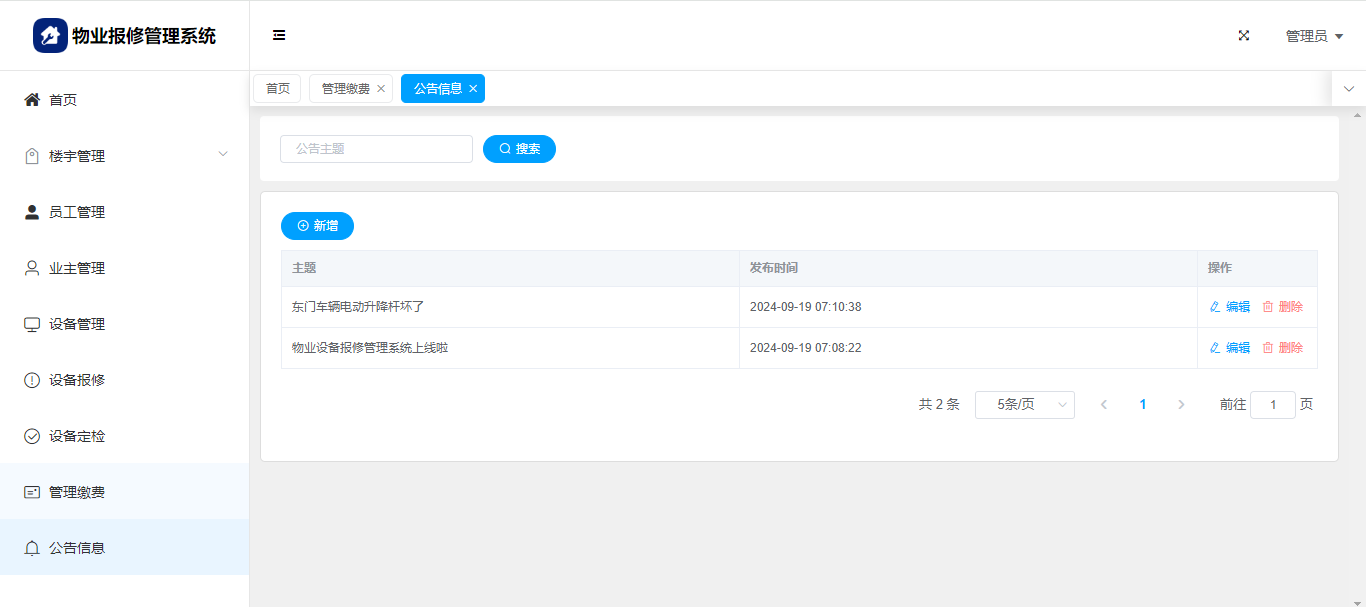 物业报修管理系统
管理员
首页
楼宇管理
员工管理
业主管理
设备管理
设备报修
设备定检
管理缴费
公告信息
首页 管理缴费 公告信息
公告主题 搜索
新增
主题 发布时间 操作
东门车辆电动升降杆坏了 2024-09-19 07:10:38 编辑 删除
物业设备报修管理系统上线啦 2024-09-19 07:08:22 编辑 删除
共 2 条 5条/页 1 前往 1 页